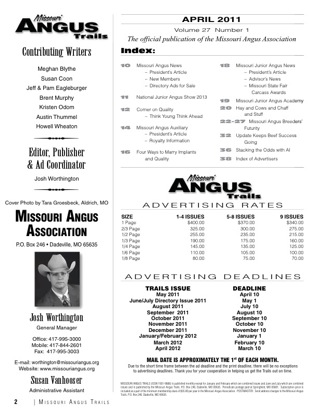 Missouri
ANGUS
Trails
Contributing Writers
Meghan Blythe
Susan Coon
Jeff & Pam Eagleburger
Brent Murphy
Kristen Odom
Austin Thummel
Howell Wheaton
Editor, Publisher
& Ad Coordinator
Josh Worthington
Cover Photo by Tara Groesbeck, Aldrich, MO
MISSOURI ANGUS
ASSOCIATION
P.O. Box 246 • Dadeville, MO 65635
Josh Worthington
General Manager
Office: 417-995-3000
Mobile: 417-844-2601
Fax: 417-995-3003
E-mail: worthington@missouriangus.org
Website: www.missouriangus.org
Susan Vanhooser
Administrative Assistant
2 | MISSOURI ANGUS TRAILS
APRIL 2011
Volume 27 Number 1
The official publication of the Missouri Angus Association
Index:
10 Missouri Angus News
– President's Article
– New Members
– Directory Ads for Sale
11 National Junior Angus Show 2013
12 Corner on Quality
– Think Young Think Ahead
14 Missouri Angus Auxiliary
– President's Article
– Royalty Information
16 Four Ways to Marry Implants
and Quality
18 Missouri Junior Angus News
– President's Article
– Advisor's News
– Missouri State Fair
Carcass Awards
19 Missouri Junior Angus Academy
20 Hay and Cows and Chaff
and Stuff
22-27 Missouri Angus Breeders'
Futurity
32 Update Keeps Beef Success
Going
36 Stacking the Odds with AI
38 Index of Advertisers
Missouri
ANGUS
Trails
ADVERTISING RATES
SIZE 1-4 ISSUES 5-8 ISSUES 9 ISSUES
1 Page $400.00 $370.00 $340.00
2/3 Page 325.00 300.00 275.00
1/2 Page 255.00 235.00 215.00
1/3 Page 190.00 175.00 160.00
1/4 Page 145.00 135.00 125.00
1/6 Page 110.00 105.00 100.00
1/8 Page 80.00 75.00 70.00
ADVERTISING DEADLINES
TRAILS ISSUE DEADLINE
May 2011 April 10
June/July Directory Issue 2011 May 1
August 2011 July 10
September 2011 August 10
October 2011 September 10
November 2011 October 10
December 2011 November 10
January/February 2012 January 1
March 2012 February 10
April 2012 March 10
MAIL DATE IS APPROXIMATELY THE 1st OF EACH MONTH.
Due to the short time frame between the ad deadline and the print deadline, there will be no exceptions
to advertising deadlines. Thank you for your cooperation in helping us get the Trails out on time.